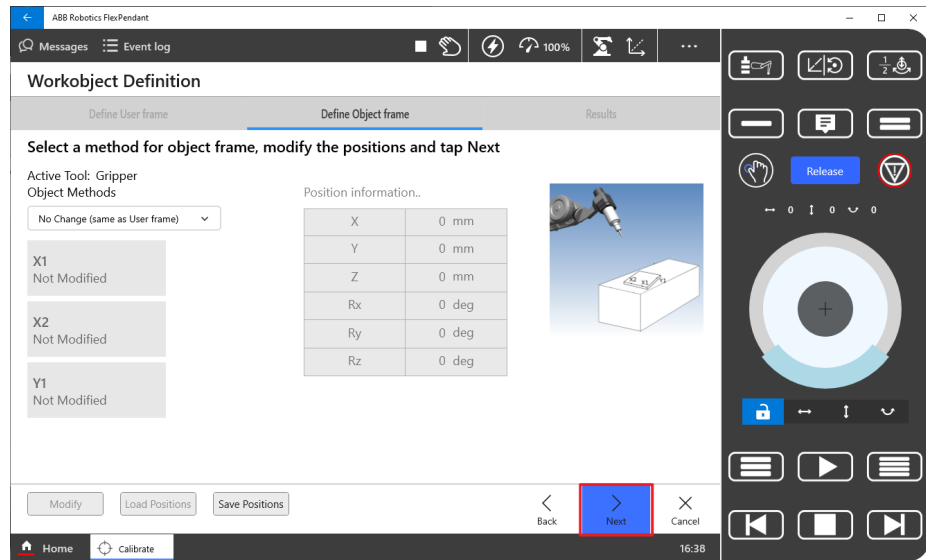 ABB Robotics FlexPendant
Messages Event log 100% ...
Workobject Definition
Define User frame Define Object frame Results
Select a method for object frame, modify the positions and tap Next
Active Tool: Gripper
Object Methods
No Change (same as User frame)
X1
Not Modified
X2
Not Modified
Y1
Not Modified
Position information..
X 0 mm
Y 0 mm
Z 0 mm
Rx 0 deg
Ry 0 deg
Rz 0 deg
Modify Load Positions Save Positions
Back Next Cancel
Home Calibrate 16:38
1/2
Release
0 0 0